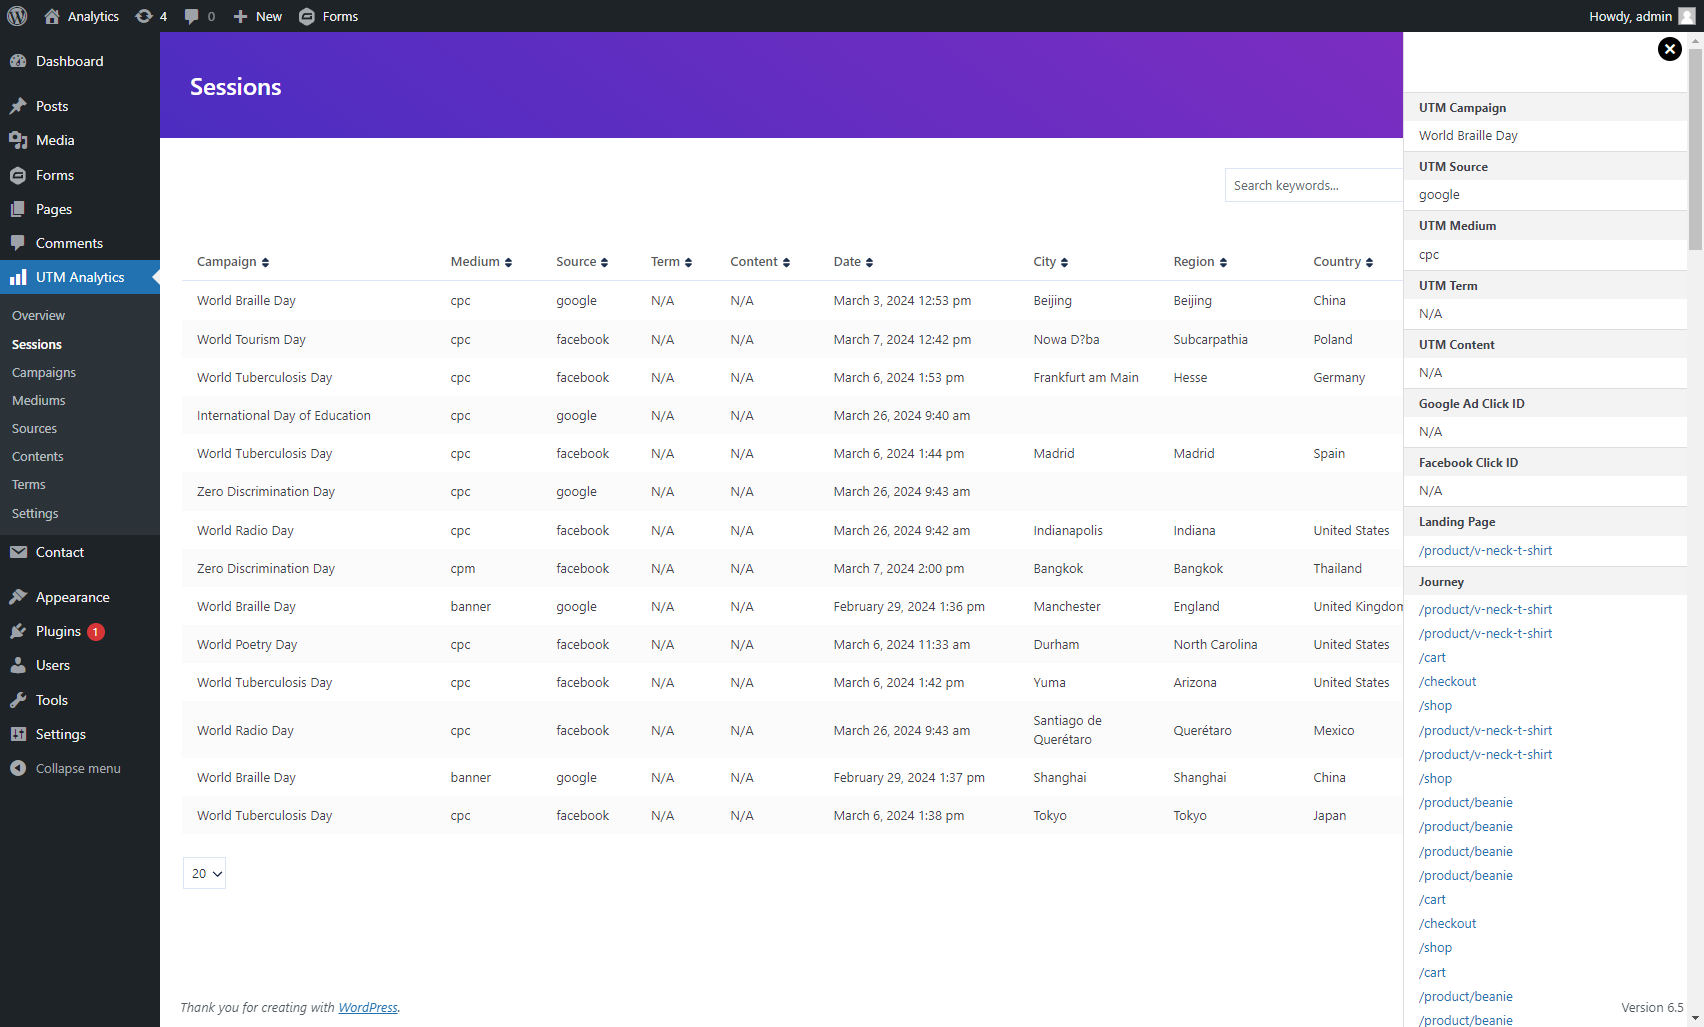 Analytics 4 0 New Forms Howdy, admin
Dashboard
Posts
Media
Forms
Pages
Comments
UTM Analytics
Overview
Sessions
Campaigns
Mediums
Sources
Contents
Terms
Settings
Contact
Appearance
Plugins 1
Users
Tools
Settings
Collapse menu
Sessions
Search keywords...
Campaign Medium Source Term Content Date City Region Country
World Braille Day cpc google N/A N/A March 3, 2024 12:53 pm Beijing Beijing China
World Tourism Day cpc facebook N/A N/A March 7, 2024 12:42 pm Nowa D?ba Subcarpathia Poland
World Tuberculosis Day cpc facebook N/A N/A March 6, 2024 1:53 pm Frankfurt am Main Hesse Germany
International Day of Education cpc google N/A N/A March 26, 2024 9:40 am
World Tuberculosis Day cpc facebook N/A N/A March 6, 2024 1:44 pm Madrid Madrid Spain
Zero Discrimination Day cpc google N/A N/A March 26, 2024 9:43 am
World Radio Day cpc facebook N/A N/A March 26, 2024 9:42 am Indianapolis Indiana United States
Zero Discrimination Day cpm facebook N/A N/A March 7, 2024 2:00 pm Bangkok Bangkok Thailand
World Braille Day banner google N/A N/A February 29, 2024 1:36 pm Manchester England United Kingdom
World Poetry Day cpc facebook N/A N/A March 6, 2024 11:33 am Durham North Carolina United States
World Tuberculosis Day cpc facebook N/A N/A March 6, 2024 1:42 pm Yuma Arizona United States
World Radio Day cpc facebook N/A N/A March 26, 2024 9:43 am Santiago de Querétaro Querétaro Mexico
World Braille Day banner google N/A N/A February 29, 2024 1:37 pm Shanghai Shanghai China
World Tuberculosis Day cpc facebook N/A N/A March 6, 2024 1:38 pm Tokyo Tokyo Japan
20
Thank you for creating with WordPress.
UTM Campaign
World Braille Day
UTM Source
google
UTM Medium
cpc
UTM Term
N/A
UTM Content
N/A
Google Ad Click ID
N/A
Facebook Click ID
N/A
Landing Page
/product/v-neck-t-shirt
Journey
/product/v-neck-t-shirt
/product/v-neck-t-shirt
/cart
/checkout
/shop
/product/v-neck-t-shirt
/product/v-neck-t-shirt
/shop
/product/beanie
/product/beanie
/product/beanie
/product/beanie
/cart
/checkout
/shop
/cart
/product/beanie
/product/beanie
Version 6.5